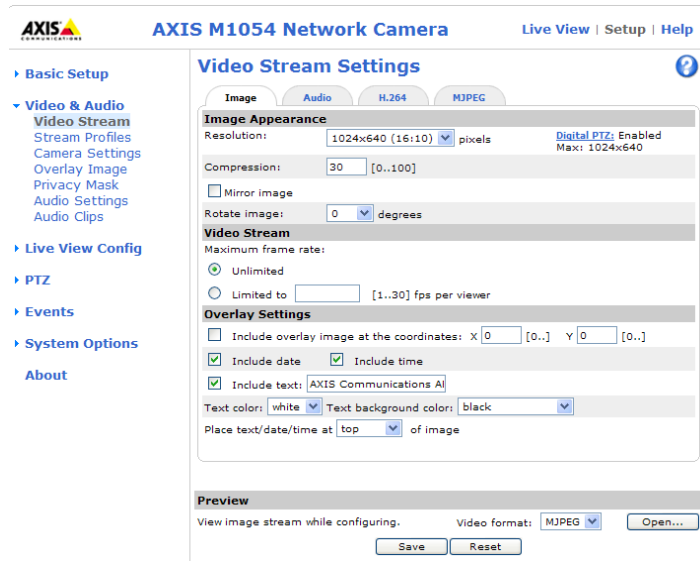 AXIS
COMMUNICATIONS
AXIS M1054 Network Camera
Live View | Setup | Help
Basic Setup
Video & Audio
Video Stream
Stream Profiles
Camera Settings
Overlay Image
Privacy Mask
Audio Settings
Audio Clips
Live View Config
PTZ
Events
System Options
About
Video Stream Settings
?
Image Audio H.264 MJPEG
Image Appearance
Resolution: 1024x640 (16:10) pixels Digital PTZ: Enabled
Max: 1024x640
Compression: 30 [0..100]
Mirror image
Rotate image: 0 degrees
Video Stream
Maximum frame rate:
Unlimited
Limited to [1..30] fps per viewer
Overlay Settings
Include overlay image at the coordinates: X 0 [0..] Y 0 [0..]
Include date Include time
Include text: AXIS Communications
Text color: white Text background color: black
Place text/date/time at top of image
Preview
View image stream while configuring. Video format: MJPEG Open...
Save Reset